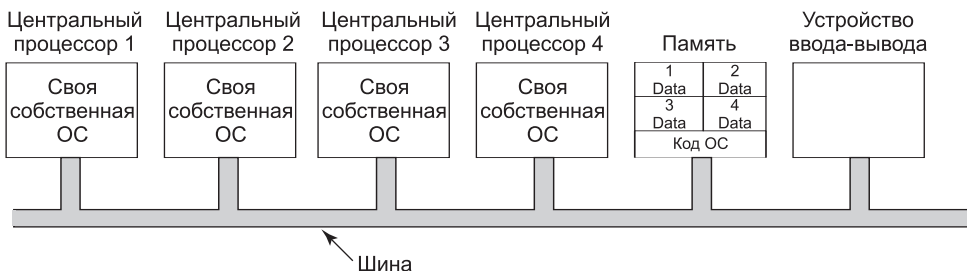 Центральный
процессор 1
Центральный
процессор 2
Центральный
процессор 3
Центральный
процессор 4
Память
Устройство
ввода-вывода
Своя
собственная
ОС
Своя
собственная
ОС
Своя
собственная
ОС
Своя
собственная
ОС
1
Data
2
Data
3
Data
4
Data
Код ОС
Шина